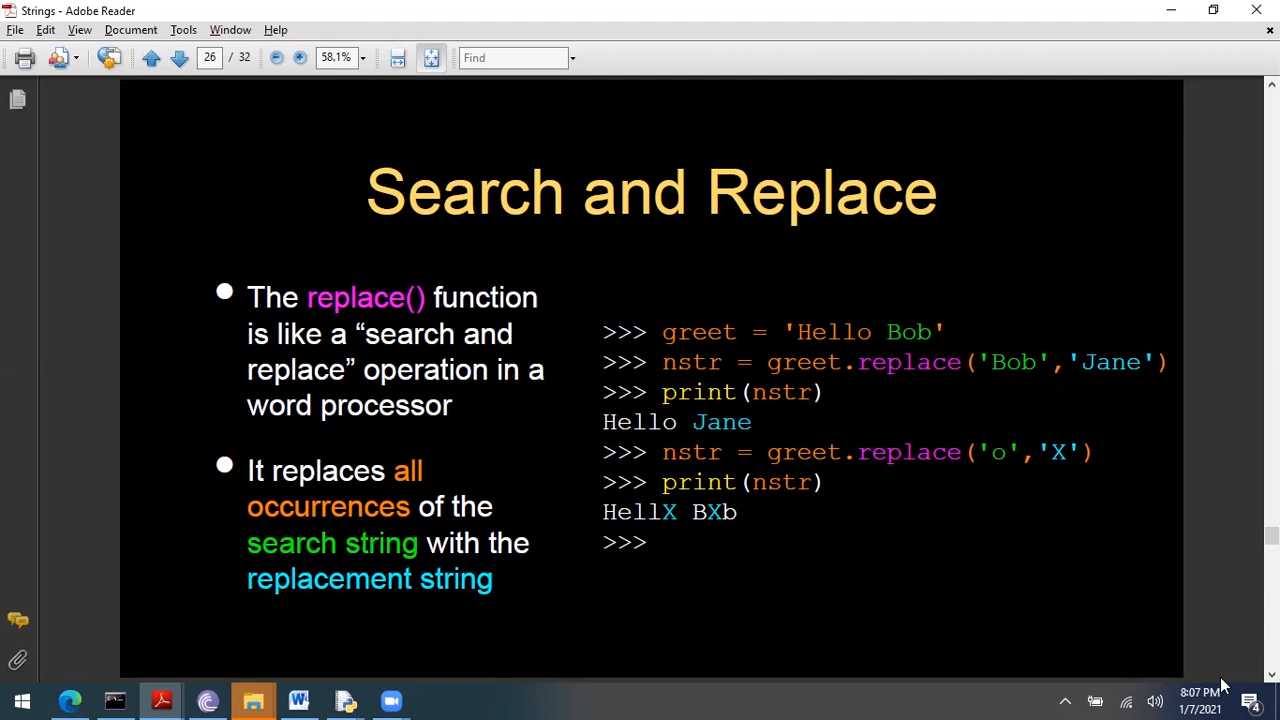 Strings - Adobe Reader
File Edit View Document Tools Window Help
26 / 32 58.1% Find
Search and Replace
The replace() function
is like a “search and
replace” operation in a
word processor
It replaces all
occurrences of the
search string with the
replacement string
>>> greet = 'Hello Bob'
>>> nstr = greet.replace('Bob','Jane')
>>> print(nstr)
Hello Jane
>>> nstr = greet.replace('o','X')
>>> print(nstr)
HellX BXb
>>>
8:07 PM
1/7/2021
4